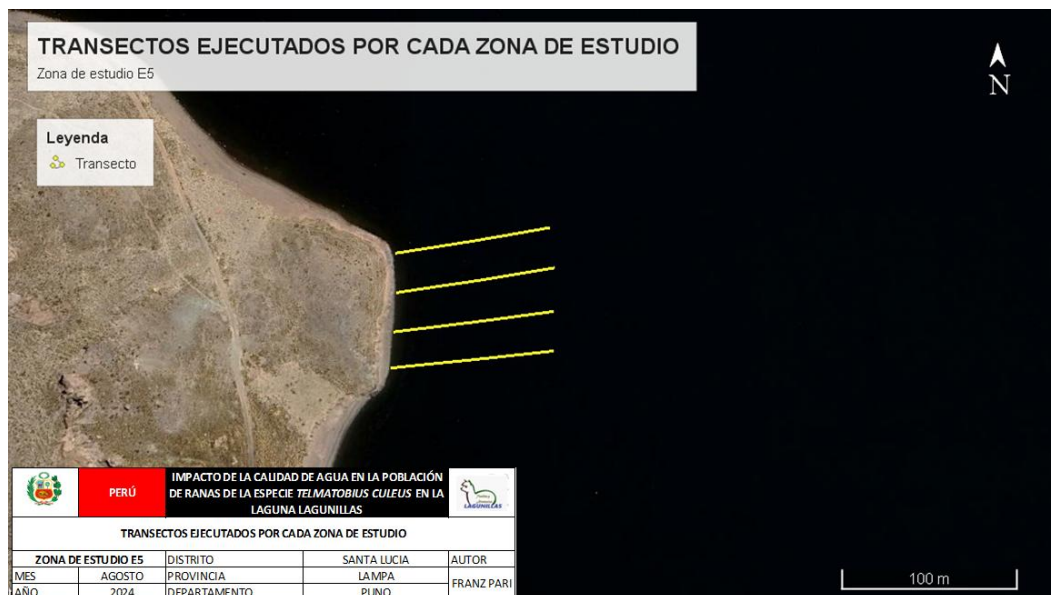 TRANSECTOS EJECUTADOS POR CADA ZONA DE ESTUDIO
Zona de estudio E5
N
Leyenda
Transecto
PERÚ
IMPACTO DE LA CALIDAD DE AGUA EN LA POBLACIÓN
DE RANAS DE LA ESPECIE TELMATOBIUS CULEUS EN LA
LAGUNA LAGUNILLAS
LAGUNILLAS
TRANSECTOS EJECUTADOS POR CADA ZONA DE ESTUDIO
ZONA DE ESTUDIO E5 DISTRITO SANTA LUCIA AUTOR
MES AGOSTO PROVINCIA LAMPA FRANZ PARI
AÑO 2024 DEPARTAMENTO PUNO
100 m